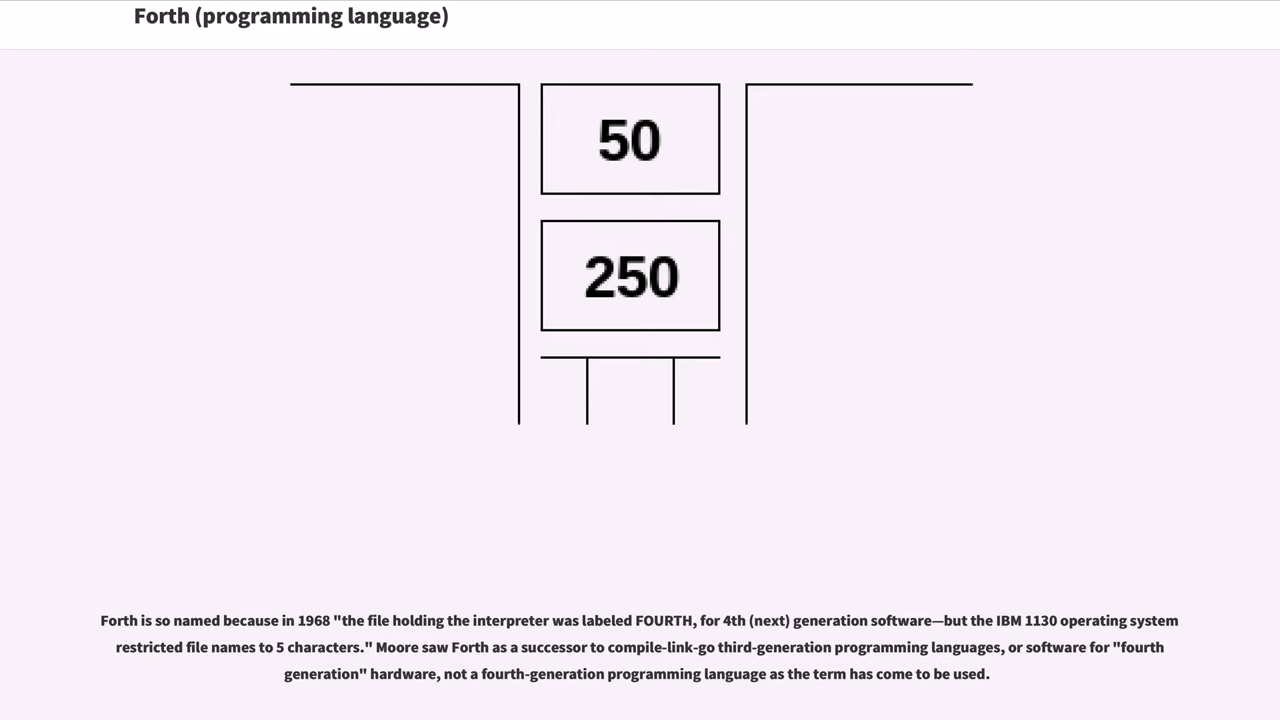 Forth (programming language)
50
250
Forth is so named because in 1968 "the file holding the interpreter was labeled FOURTH, for 4th (next) generation software—but the IBM 1130 operating system
restricted file names to 5 characters." Moore saw Forth as a successor to compile-link-go third-generation programming languages, or software for "fourth
generation" hardware, not a fourth-generation programming language as the term has come to be used.